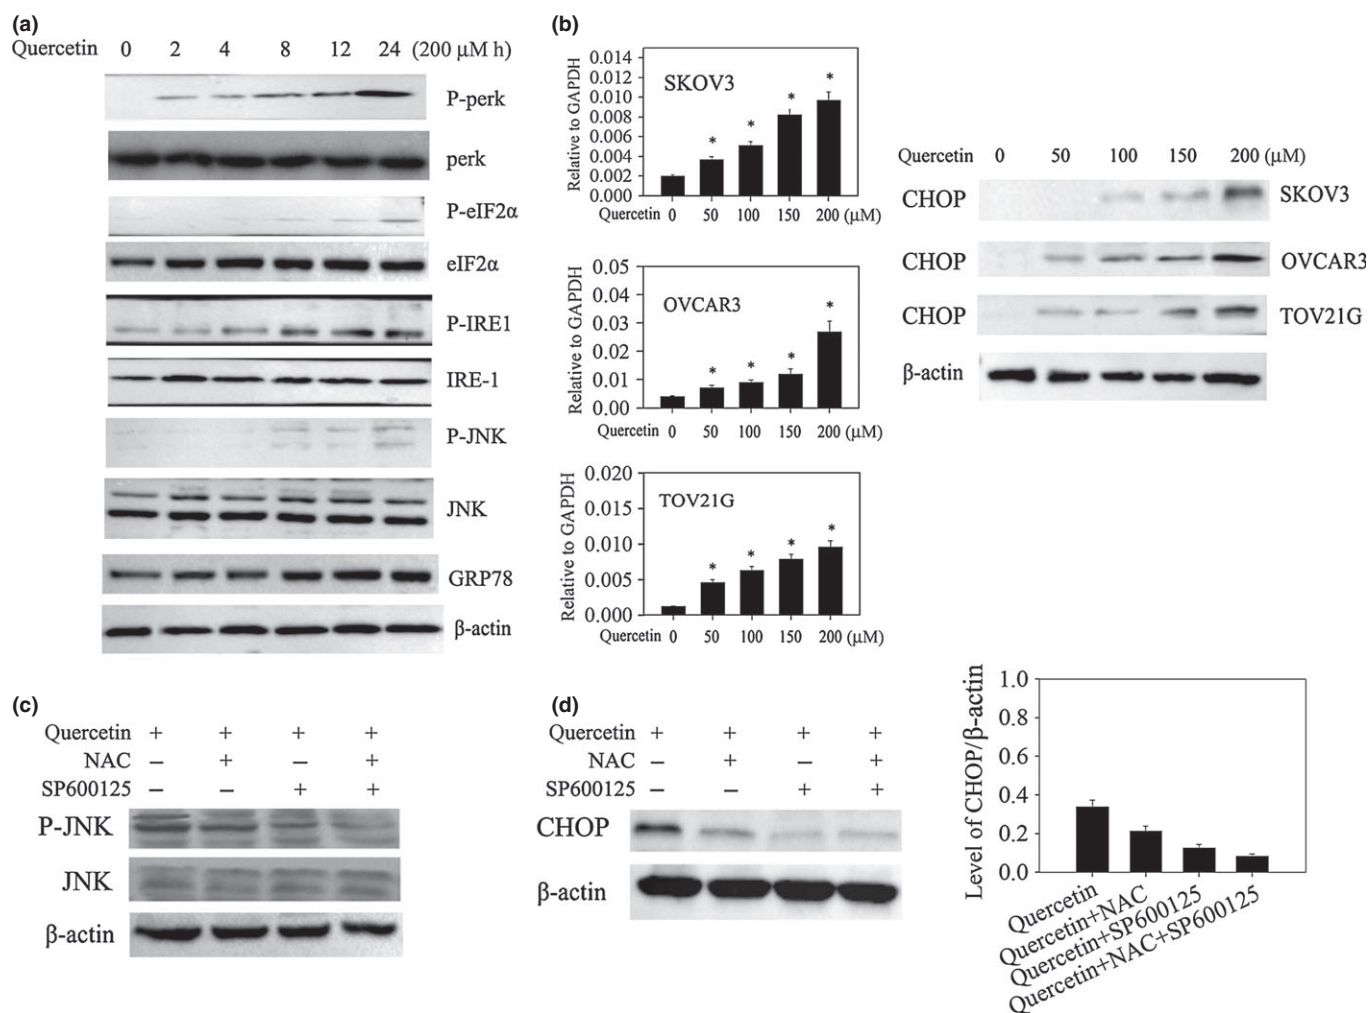 (a)
Quercetin 0 2 4 8 12 24 (200 μM h)
P-perk
perk
P-eIF2α
eIF2α
P-IRE1
IRE-1
P-JNK
JNK
GRP78
β-actin
(b)
Relative to GAPDH
0.014
0.012
0.010
0.008
0.006
0.004
0.002
0.000
SKOV3
* * * *
Quercetin 0 50 100 150 200 (μM)
Relative to GAPDH
0.05
0.04
0.03
0.02
0.01
0.00
OVCAR3
* * * *
Quercetin 0 50 100 150 200 (μM)
Relative to GAPDH
0.020
0.015
0.010
0.005
0.000
TOV21G
* * * *
Quercetin 0 50 100 150 200 (μM)
Quercetin 0 50 100 150 200 (μM)
CHOP SKOV3
CHOP OVCAR3
CHOP TOV21G
β-actin
(c)
Quercetin + + + +
NAC – + – +
SP600125 – – + +
P-JNK
JNK
β-actin
(d)
Quercetin + + + +
NAC – + – +
SP600125 – – + +
CHOP
β-actin
Level of CHOP/β-actin
1.0
0.8
0.6
0.4
0.2
0.0
Quercetin
Quercetin+NAC
Quercetin+SP600125
Quercetin+NAC+SP600125